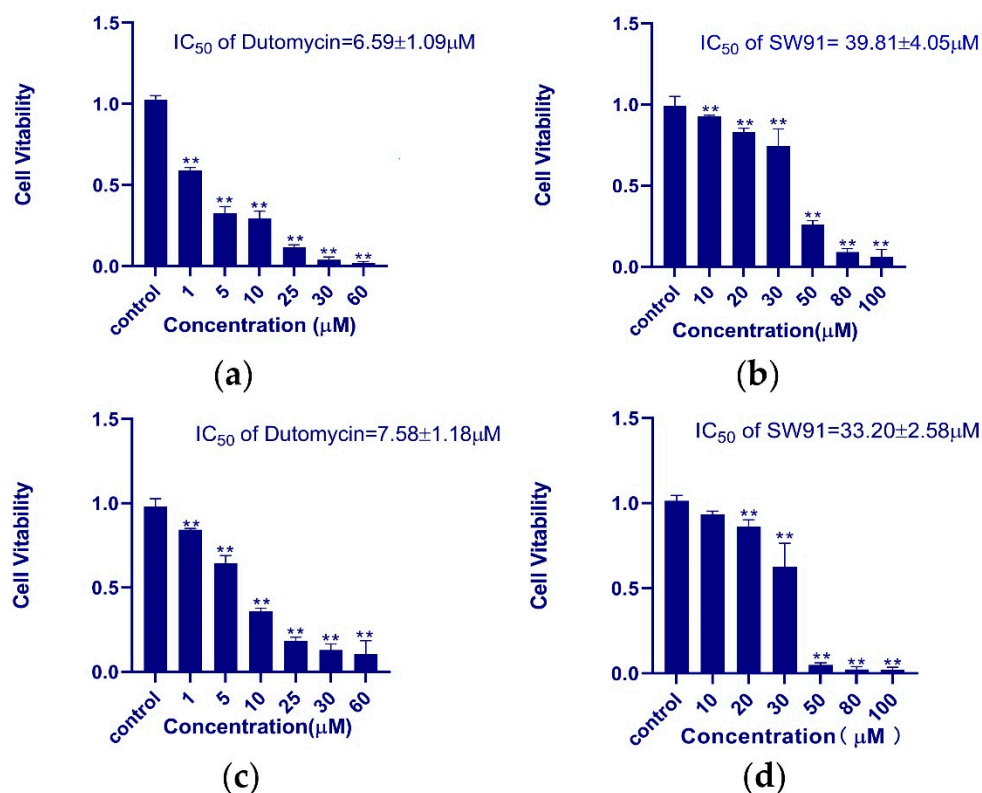 IC50 of Dutomycin=6.59±1.09μM
Cell Vitability
1.5
1.0
0.5
0.0
** ** ** ** ** **
control 1 5 10 25 30 60
Concentration (μM)
(a)
IC50 of SW91= 39.81±4.05μM
Cell Vitability
1.5
1.0
0.5
0.0
** ** ** ** ** **
control 10 20 30 50 80 100
Concentration(μM)
(b)
IC50 of Dutomycin=7.58±1.18μM
Cell Vitability
1.5
1.0
0.5
0.0
** ** ** ** ** **
control 1 5 10 25 30 60
Concentration(μM)
(c)
IC50 of SW91=33.20±2.58μM
Cell Vitability
1.5
1.0
0.5
0.0
** ** ** ** **
control 10 20 30 50 80 100
Concentration（ μM ）
(d)